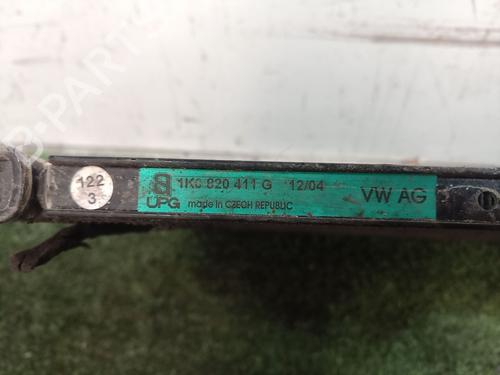 122
3
1K0 820 411 G 12/04
UPG made in CZECH REPUBLIC
VW AG